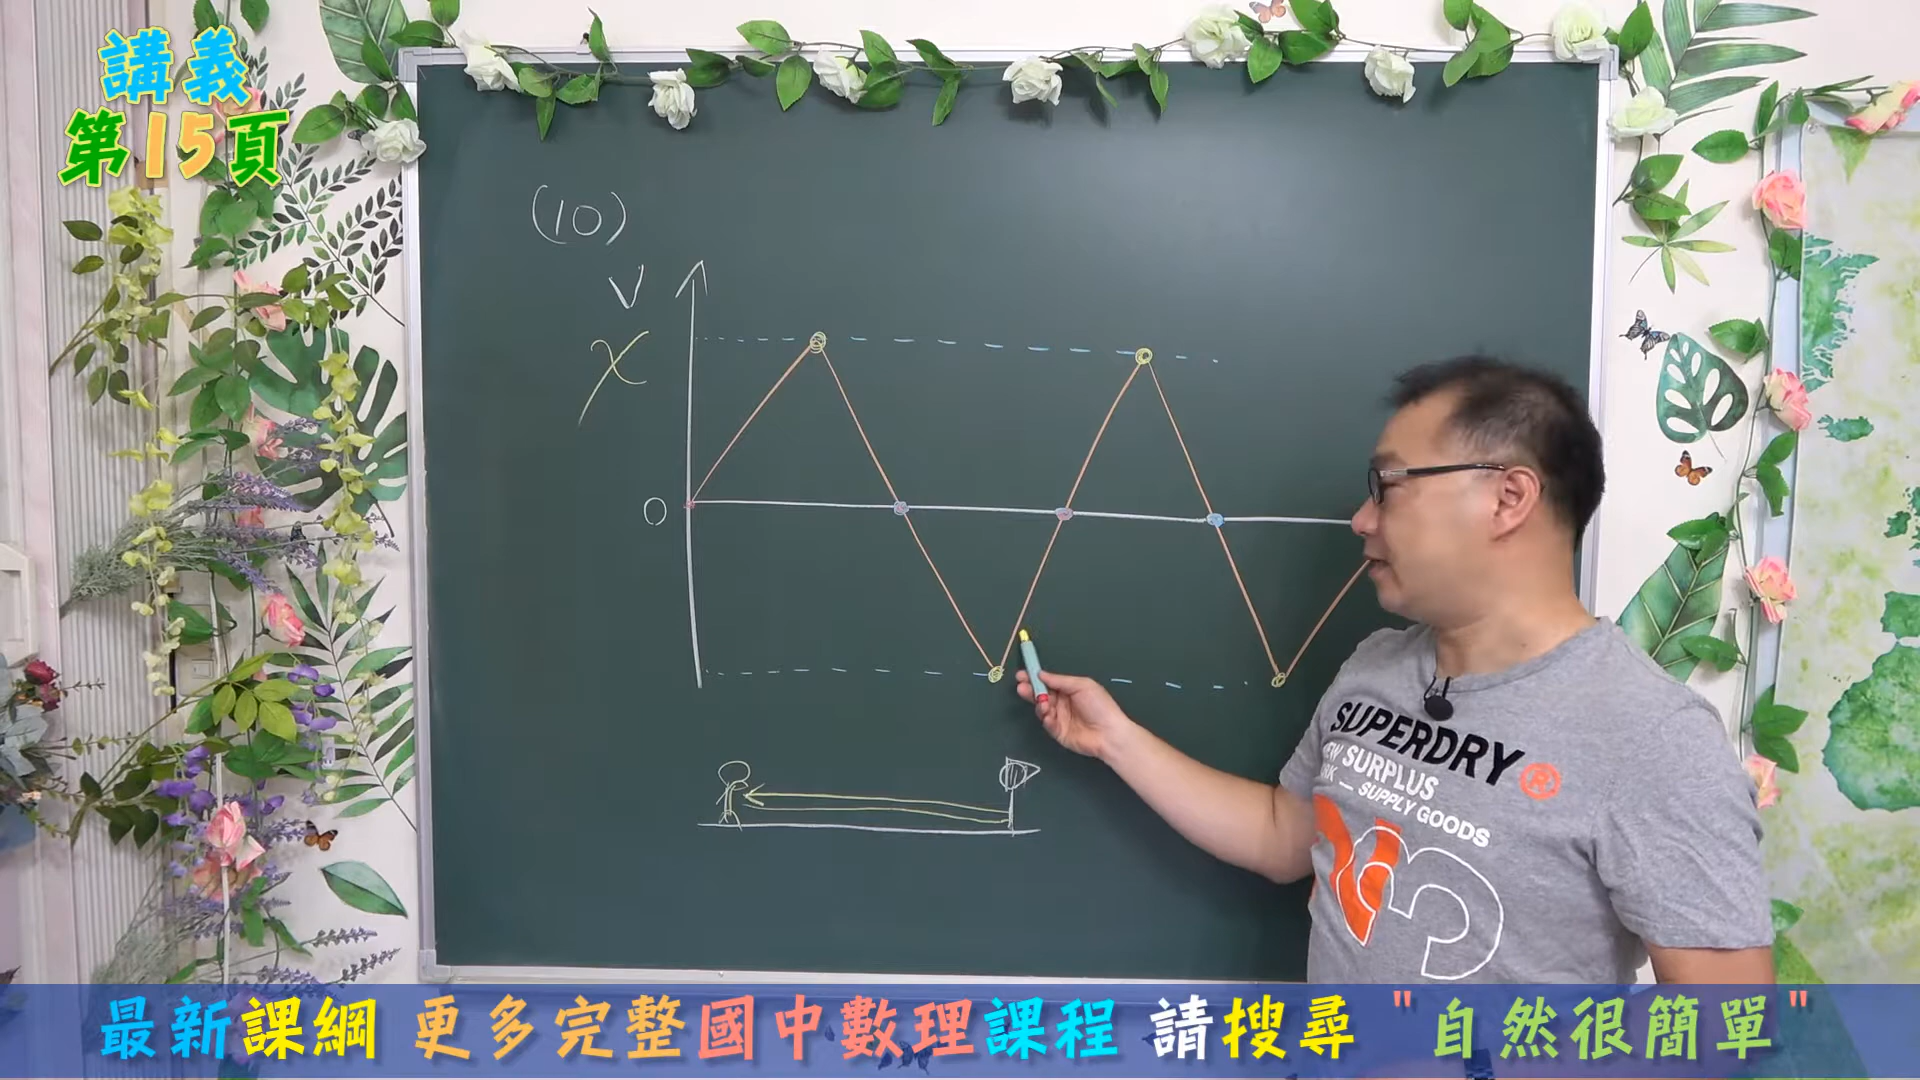 講義
第15頁
(10)
V
X
0
SUPERDRY®
NEW SURPLUS
— SUPPLY GOODS
最新課綱 更多完整國中數理課程 請搜尋 "自然很簡單"